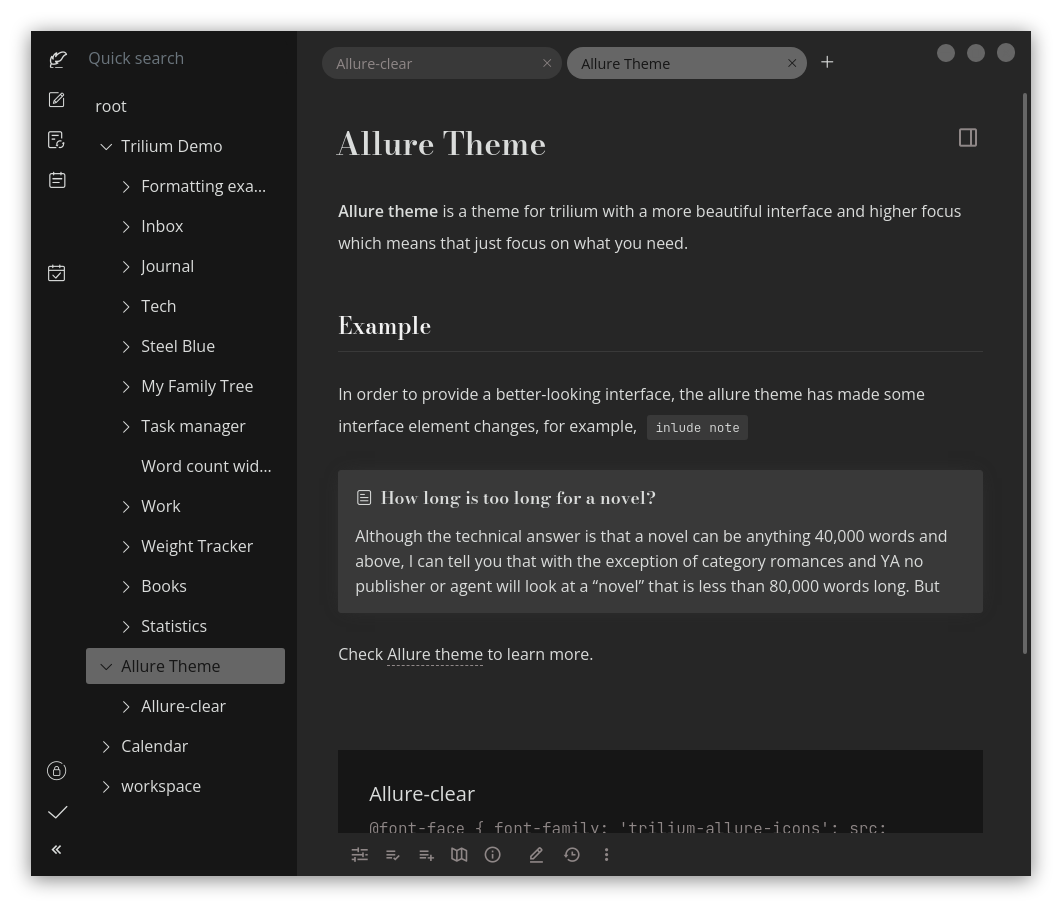 Quick search
root
Trilium Demo
Formatting exa...
Inbox
Journal
Tech
Steel Blue
My Family Tree
Task manager
Word count wid...
Work
Weight Tracker
Books
Statistics
Allure Theme
Allure-clear
Calendar
workspace
Allure-clear
Allure Theme
Allure Theme
Allure theme is a theme for trilium with a more beautiful interface and higher focus
which means that just focus on what you need.
Example
In order to provide a better-looking interface, the allure theme has made some
interface element changes, for example, inlude note
How long is too long for a novel?
Although the technical answer is that a novel can be anything 40,000 words and
above, I can tell you that with the exception of category romances and YA no
publisher or agent will look at a “novel” that is less than 80,000 words long. But
Check Allure theme to learn more.
Allure-clear
@font-face { font-family: 'trilium-allure-icons'; src: